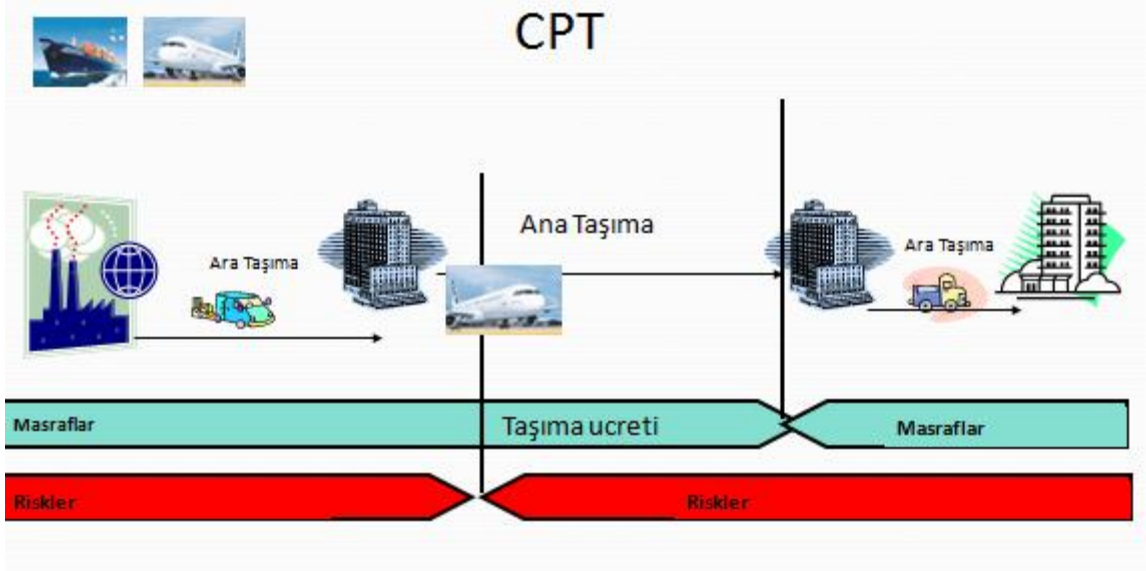 CPT
Ana Taşıma
Ara Taşıma
Ara Taşıma
Masraflar
Taşıma ucreti
Masraflar
Riskler
Riskler